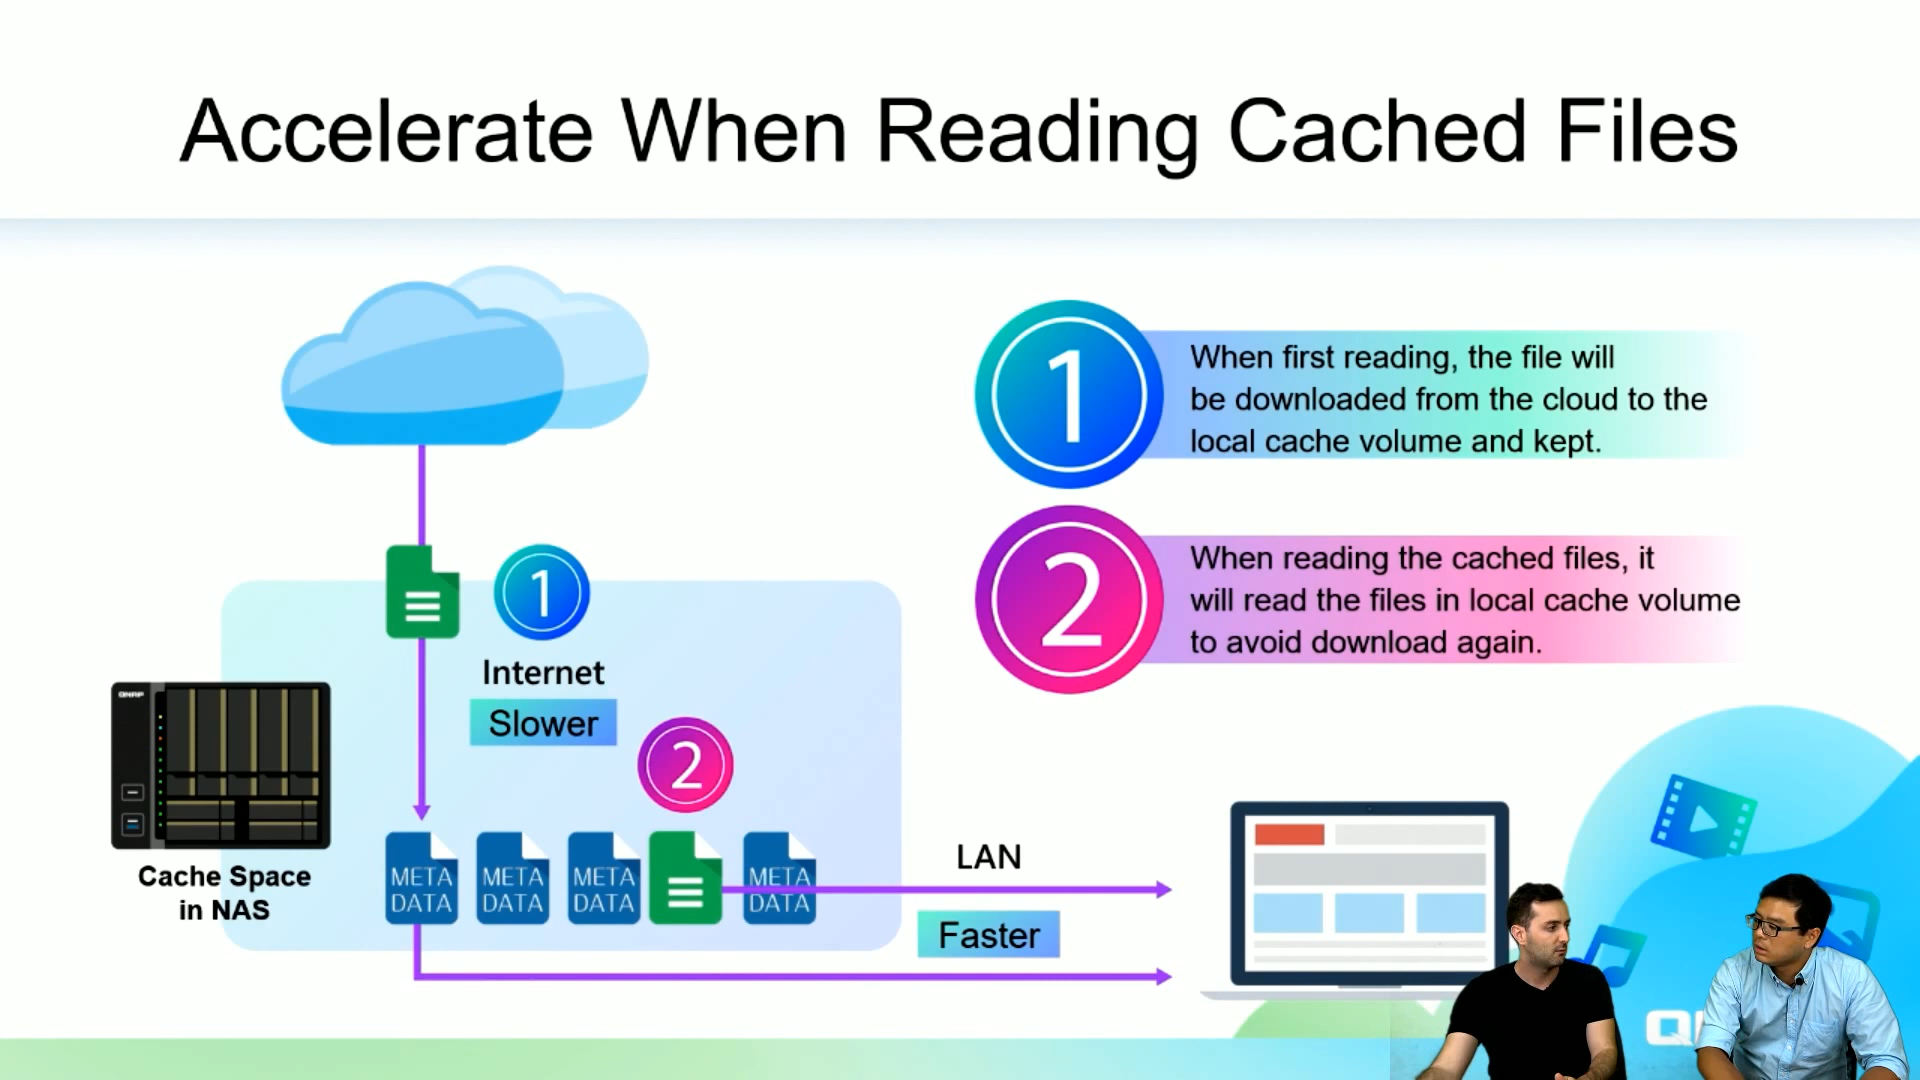 Accelerate When Reading Cached Files
1
When first reading, the file will
be downloaded from the cloud to the
local cache volume and kept.
2
When reading the cached files, it
will read the files in local cache volume
to avoid download again.
1
Internet
Slower
2
QNAP
Cache Space
in NAS
META
DATA
META
DATA
META
DATA
META
DATA
LAN
Faster